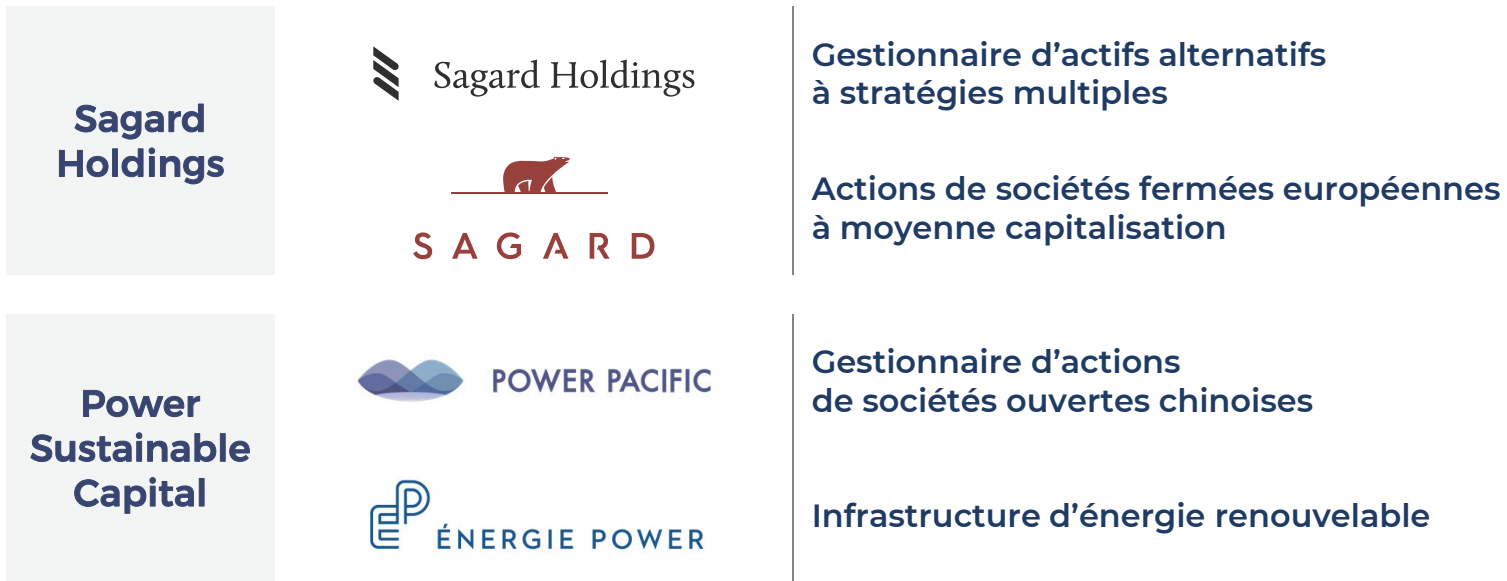 Sagard
Holdings
Sagard Holdings
Gestionnaire d’actifs alternatifs
à stratégies multiples
SAGARD
Actions de sociétés fermées européennes
à moyenne capitalisation
Power
Sustainable
Capital
POWER PACIFIC
Gestionnaire d’actions
de sociétés ouvertes chinoises
EP
ÉNERGIE POWER
Infrastructure d’énergie renouvelable